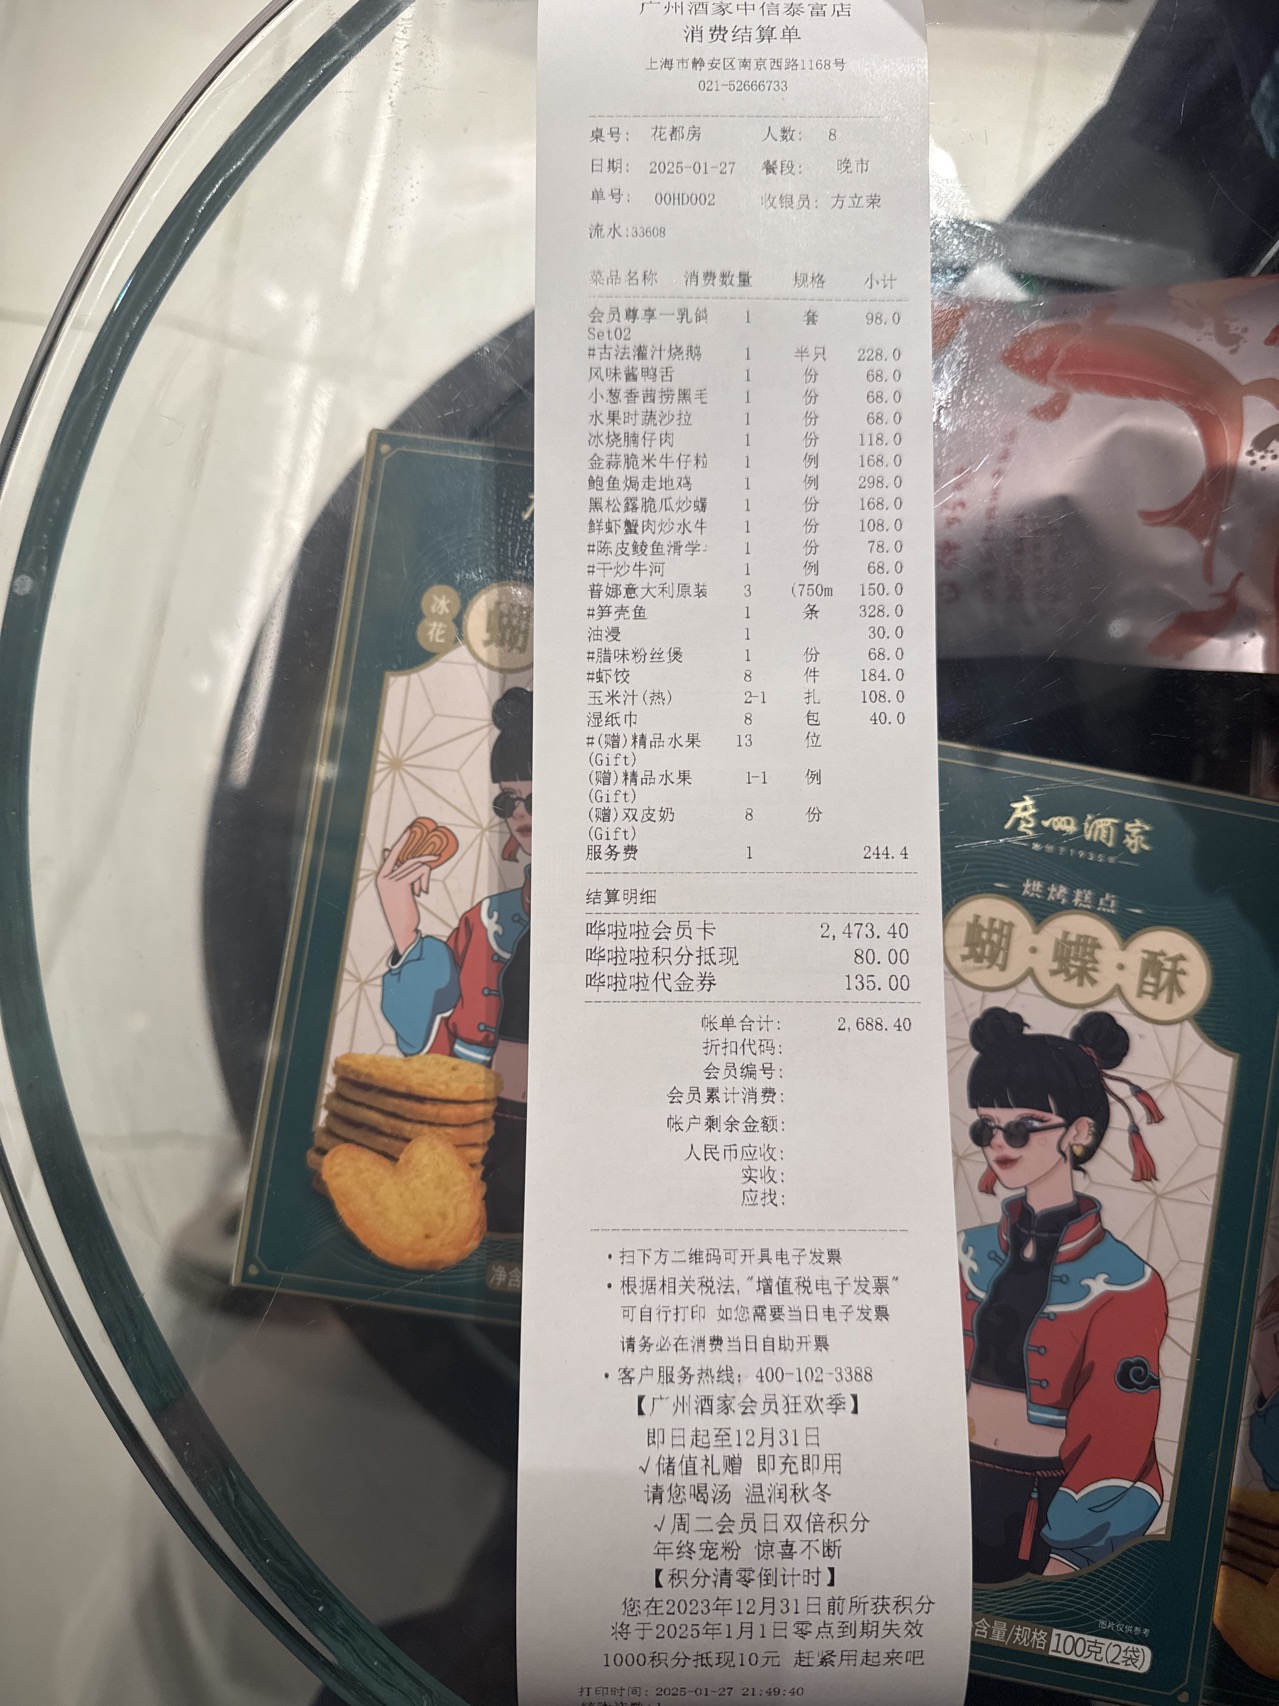 广州酒家中信泰富店
消费结算单
上海市静安区南京西路1168号
021-52666733
桌号: 花都房 人数: 8
日期: 2025-01-27 餐段: 晚市
单号: 00HD002 收银员: 方立荣
流水:33608
菜品名称 消费数量 规格 小计
会员尊享一乳鸽 1 套 98.0
Set02
#古法灌汁烧鹅 1 半只 228.0
风味酱鸭舌 1 份 68.0
小葱香茜捞黑毛 1 份 68.0
水果时蔬沙拉 1 份 68.0
冰烧腩仔肉 1 份 118.0
金蒜脆米牛仔粒 1 例 168.0
鲍鱼焗走地鸡 1 例 298.0
黑松露脆瓜炒螺 1 份 168.0
鲜虾蟹肉炒水牛 1 份 108.0
#陈皮鲮鱼滑学 1 份 78.0
#干炒牛河 1 例 68.0
普娜意大利原装 3 (750m 150.0
#笋壳鱼 1 条 328.0
油浸 1 30.0
#腊味粉丝煲 1 份 68.0
#虾饺 8 件 184.0
玉米汁(热) 2-1 扎 108.0
湿纸巾 8 包 40.0
#(赠)精品水果 13 位
(Gift)
(赠)精品水果 1-1 例
(Gift)
(赠)双皮奶 8 份
(Gift)
服务费 1 244.4
结算明细
哗啦啦会员卡 2,473.40
哗啦啦积分抵现 80.00
哗啦啦代金券 135.00
帐单合计: 2,688.40
折扣代码:
会员编号:
会员累计消费:
帐户剩余金额:
人民币应收:
实收:
应找:
•扫下方二维码可开具电子发票
•根据相关税法,"增值税电子发票"
可自行打印 如您需要当日电子发票
请务必在消费当日自助开票
•客户服务热线: 400-102-3388
【广州酒家会员狂欢季】
即日起至12月31日
√储值礼赠 即充即用
请您喝汤 温润秋冬
√周二会员日双倍积分
年终宠粉 惊喜不断
【积分清零倒计时】
您在2023年12月31日前所获积分
将于2025年1月1日零点到期失效
1000积分抵现10元 赶紧用起来吧
打印时间: 2025-01-27 21:49:40
冰花
蝴
净含
广州酒家
烘烤糕点
蝴·蝶·酥
图片仅供参考
含量/规格 100克(2袋)